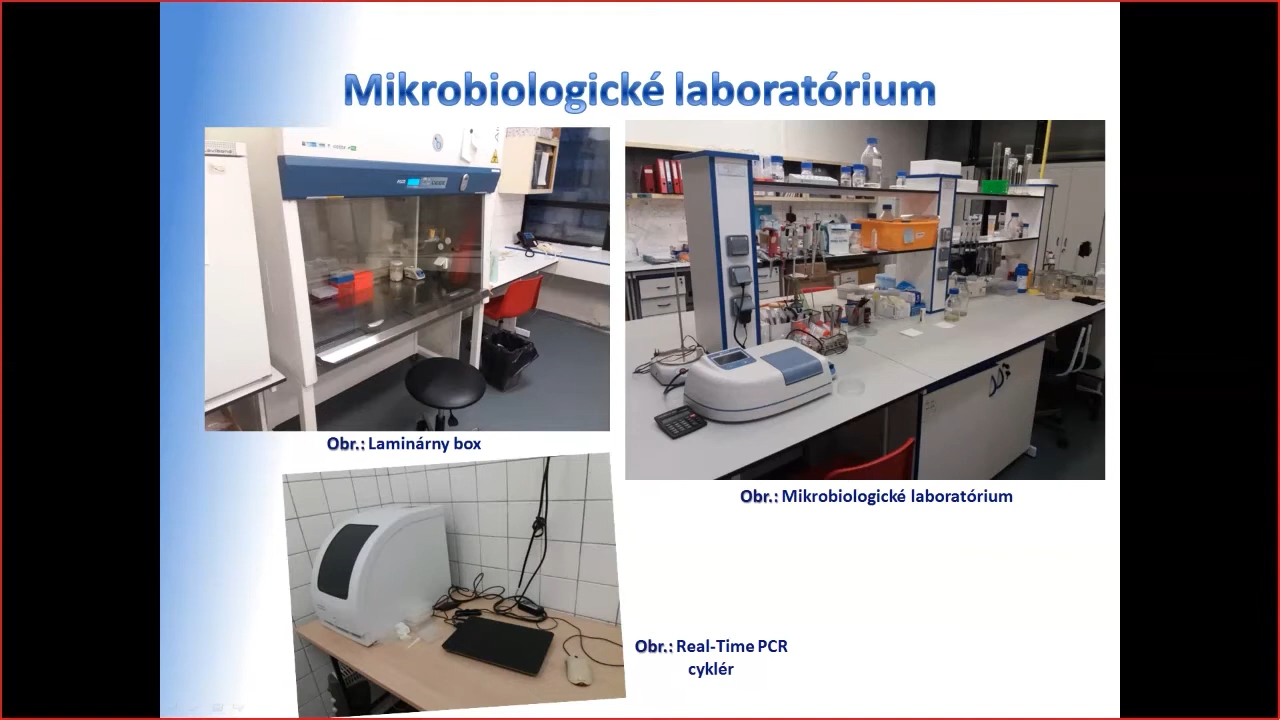 Mikrobiologické laboratórium
Obr.: Laminárny box
Obr.: Mikrobiologické laboratórium
Obr.: Real-Time PCR
cyklér